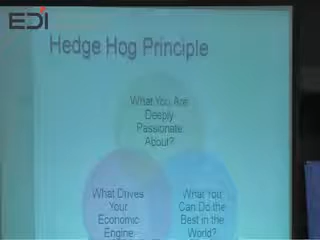 EDI
Hedge Hog Principle
What You Are
Deeply
Passionate
About?
What Drives
Your
Economic
Engine
What You
Can Do the
Best in the
World?